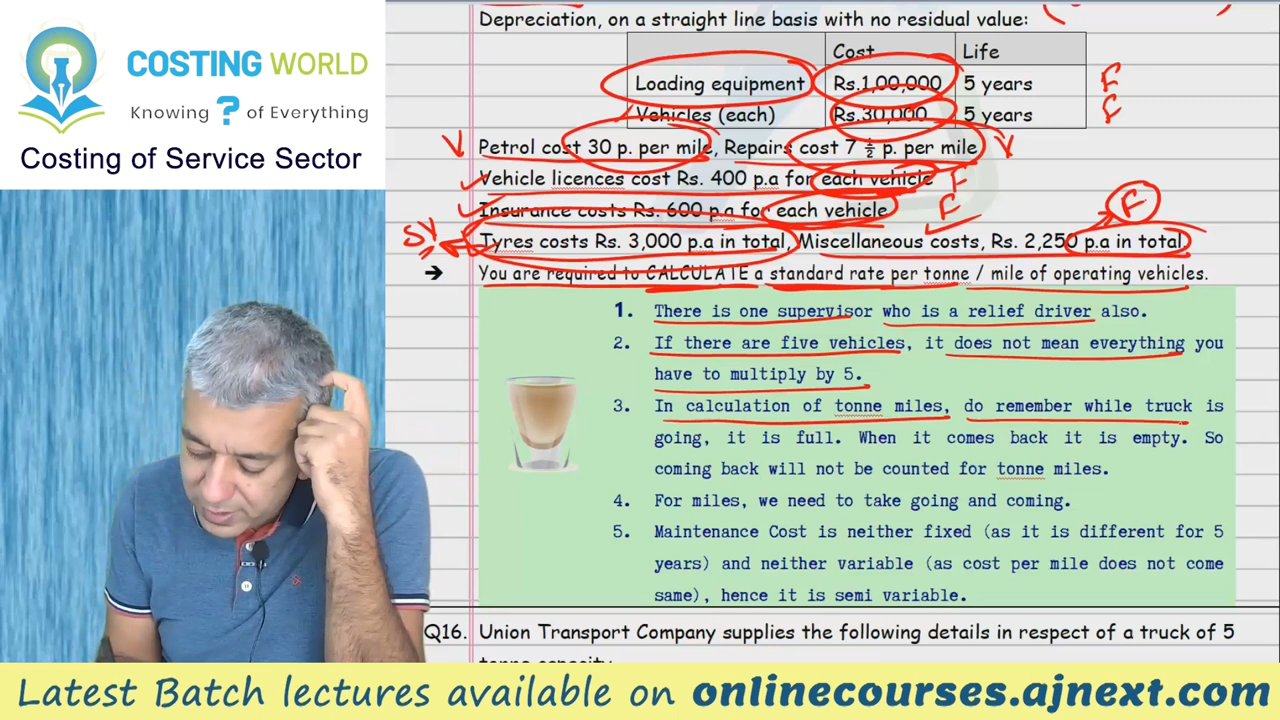 COSTING WORLD
Knowing ? of Everything
Costing of Service Sector
Depreciation, on a straight line basis with no residual value:
Cost Life
Loading equipment Rs.1,00,000 5 years F
Vehicles (each) Rs.30,000 5 years F
V Petrol cost 30 p. per mile, Repairs cost 7 ½ p. per mile V
Vehicle licences cost Rs. 400 p.a for each vehicle F
Insurance costs Rs. 600 p.a for each vehicle F F
SV Tyres costs Rs. 3,000 p.a in total, Miscellaneous costs, Rs. 2,250 p.a in total
➔ You are required to CALCULATE a standard rate per tonne / mile of operating vehicles.
1. There is one supervisor who is a relief driver also.
2. If there are five vehicles, it does not mean everything you
have to multiply by 5.
3. In calculation of tonne miles, do remember while truck is
going, it is full. When it comes back it is empty. So
coming back will not be counted for tonne miles.
4. For miles, we need to take going and coming.
5. Maintenance Cost is neither fixed (as it is different for 5
years) and neither variable (as cost per mile does not come
same), hence it is semi variable.
Q16. Union Transport Company supplies the following details in respect of a truck of 5
tonne capacity
Latest Batch lectures available on onlinecourses.ajnext.com